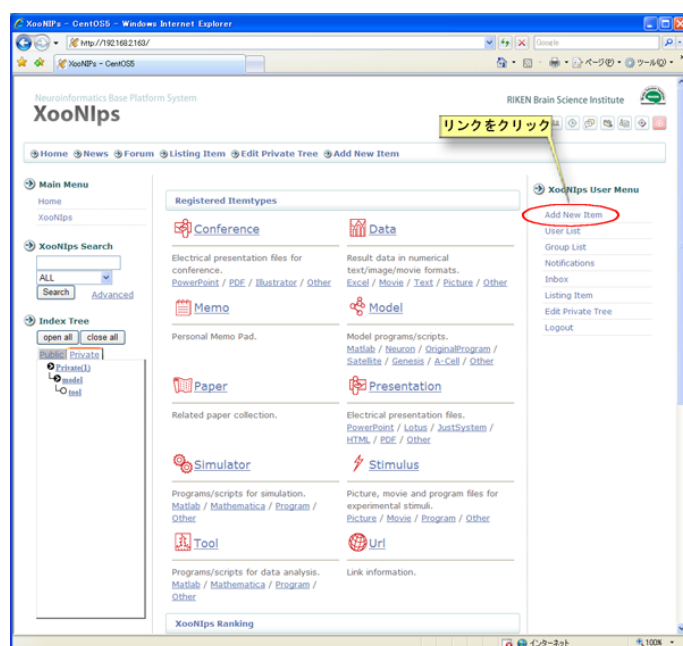 XooNIPs - CentOS5 - Windows Internet Explorer
http://192.168.2.163/
Google
XooNIPs - CentOS5
ページ(P)
ツール(O)
Neuroinformatics Base Platform System
XooNIps
RIKEN Brain Science Institute
リンクをクリック
Home News Forum Listing Item Edit Private Tree Add New Item
Main Menu
Home
XooNIps
XooNIps Search
ALL
Search Advanced
Index Tree
open all close all
Public Private
Private(1)
model
tool
Registered Itemtypes
Conference
Electrical presentation files for
conference.
PowerPoint / PDF / Illustrator / Other
Data
Result data in numerical
text/image/movie formats.
Excel / Movie / Text / Picture / Other
Memo
Personal Memo Pad.
Model
Model programs/scripts.
Matlab / Neuron / OriginalProgram /
Satellite / Genesis / A-Cell / Other
Paper
Related paper collection.
Presentation
Electrical presentation files.
PowerPoint / Lotus / JustSystem /
HTML / PDF / Other
Simulator
Programs/scripts for simulation.
Matlab / Mathematica / Program /
Other
Stimulus
Picture, movie and program files for
experimental stimuli.
Picture / Movie / Program / Other
Tool
Programs/scripts for data analysis.
Matlab / Mathematica / Program /
Other
Url
Link information.
XooNIps Ranking
XooNIps User Menu
Add New Item
User List
Group List
Notifications
Inbox
Listing Item
Edit Private Tree
Logout
インターネット
100%